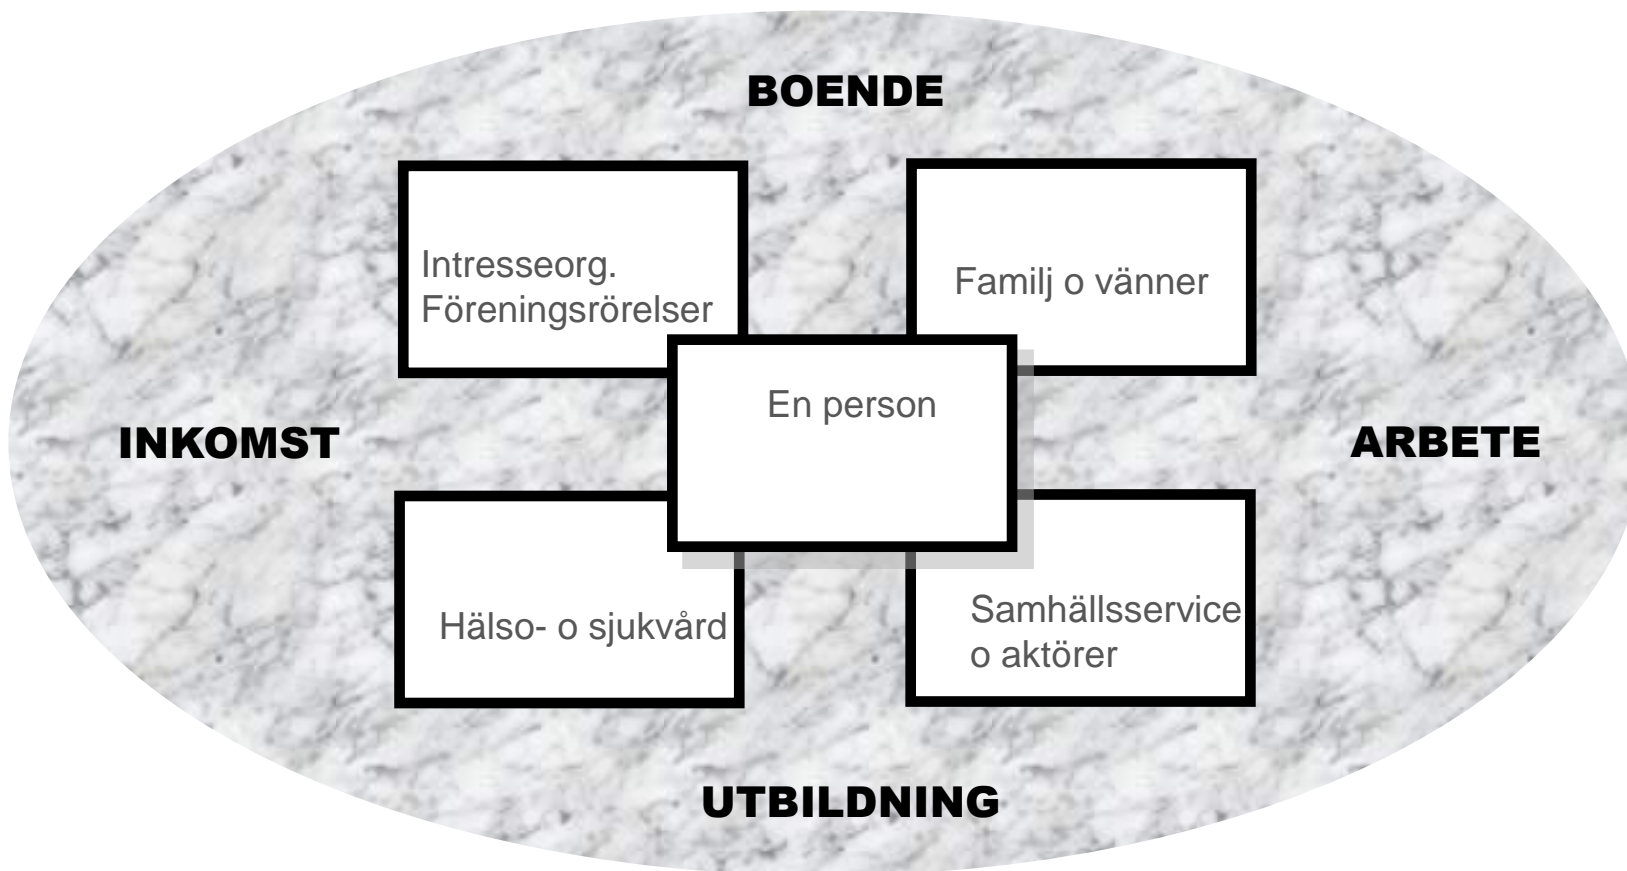 BOENDE
Intresseorg.
Föreningsrörelser
Familj o vänner
En person
INKOMST
ARBETE
Hälso- o sjukvård
Samhällsservice
o aktörer
UTBILDNING